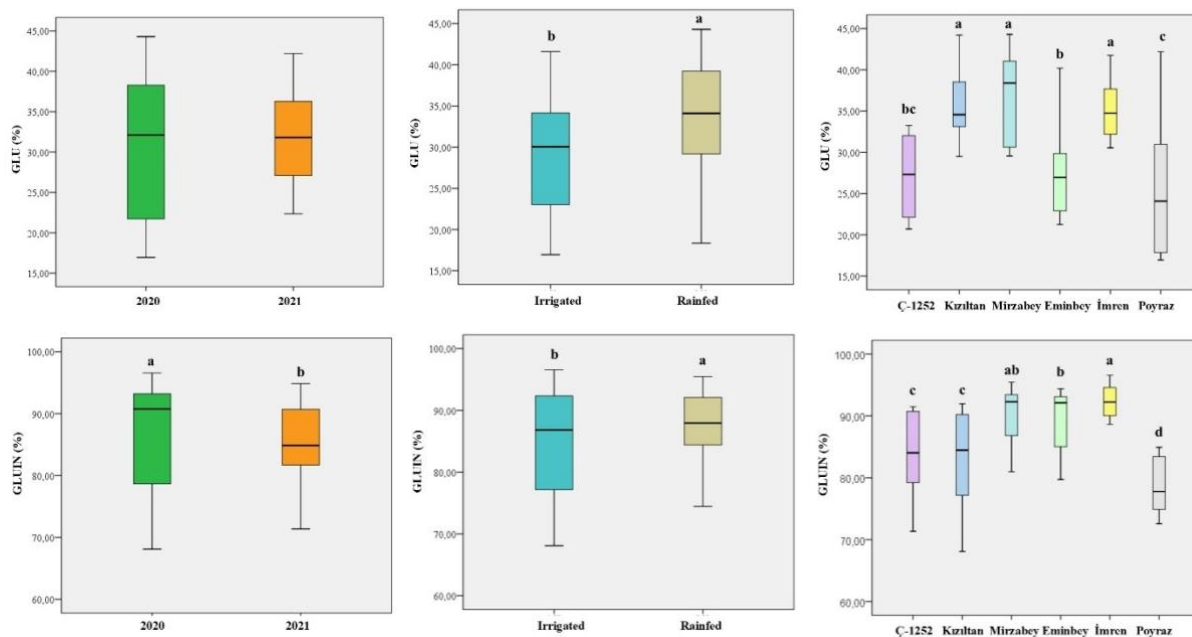 45,00
40,00
35,00
30,00
25,00
20,00
15,00
GLU (%)
2020
2021
45,00
40,00
35,00
30,00
25,00
20,00
15,00
GLU (%)
b
a
Irrigated
Rainfed
45,00
40,00
35,00
30,00
25,00
20,00
15,00
GLU (%)
bc
a
a
b
a
c
Ç-1252 Kızıltan Mirzabey Eminbey İmren Poyraz
100,00
90,00
80,00
70,00
60,00
GLUIN (%)
a
b
2020
2021
100,00
90,00
80,00
70,00
60,00
GLUIN (%)
b
a
Irrigated
Rainfed
100,00
90,00
80,00
70,00
60,00
GLUIN (%)
c
c
ab
b
a
d
Ç-1252 Kızıltan Mirzabey Eminbey İmren Poyraz